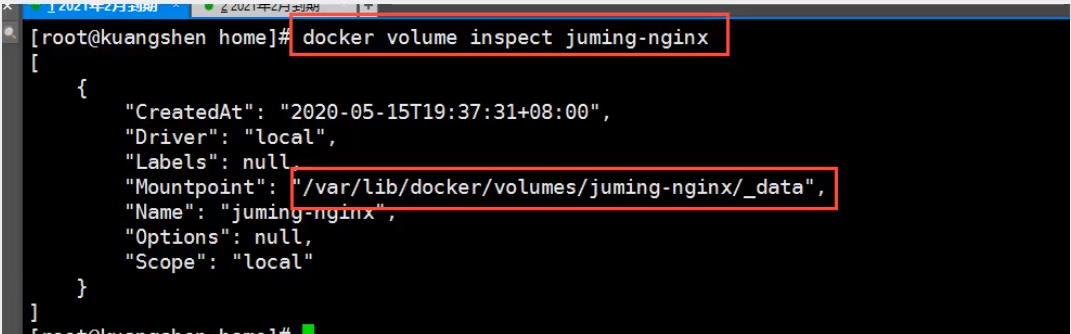 1 2021年2月到期
2 2021年2月到期
[root@kuangshen home]# docker volume inspect juming-nginx
[
    {
        "CreatedAt": "2020-05-15T19:37:31+08:00",
        "Driver": "local",
        "Labels": null,
        "Mountpoint": "/var/lib/docker/volumes/juming-nginx/_data",
        "Name": "juming-nginx",
        "Options": null,
        "Scope": "local"
    }
]
[root@kuangshen home]#